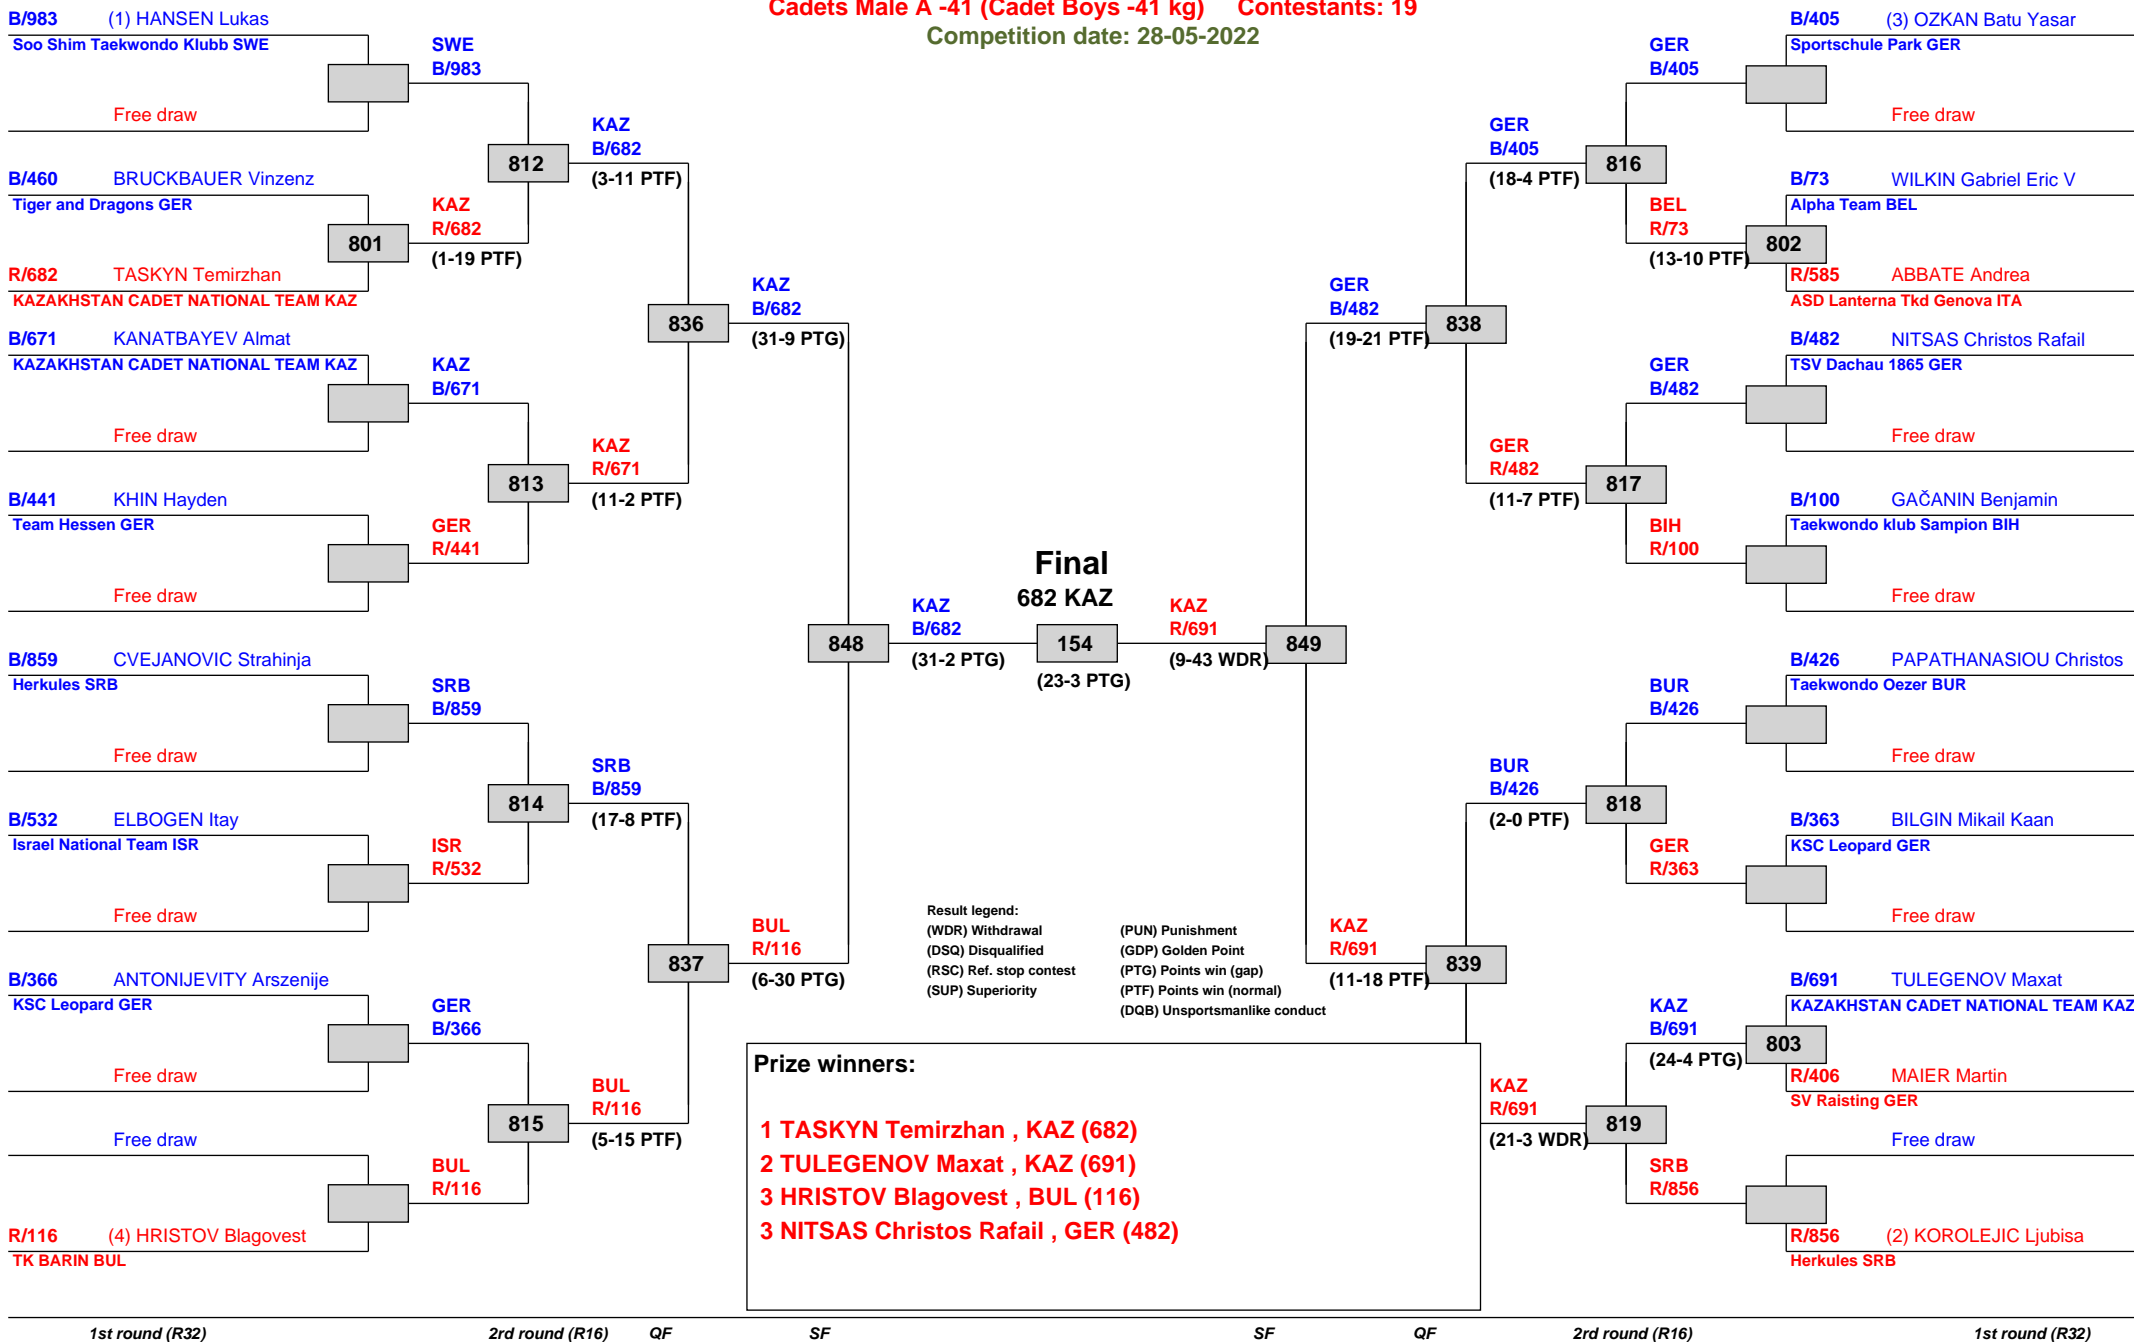 Cadets Male A -41 (Cadet Boys -41 kg) Contestants: 19
Competition date: 28-05-2022
B/983 (1) HANSEN Lukas
Soo Shim Taekwondo Klubb SWE
Free draw
B/460 BRUCKBAUER Vinzenz
Tiger and Dragons GER
R/682 TASKYN Temirzhan
KAZAKHSTAN CADET NATIONAL TEAM KAZ
B/671 KANATBAYEV Almat
KAZAKHSTAN CADET NATIONAL TEAM KAZ
Free draw
B/441 KHIN Hayden
Team Hessen GER
Free draw
B/859 CVEJANOVIC Strahinja
Herkules SRB
Free draw
B/532 ELBOGEN Itay
Israel National Team ISR
Free draw
B/366 ANTONIJEVITY Arszenije
KSC Leopard GER
Free draw
Free draw
R/116 (4) HRISTOV Blagovest
TK BARIN BUL
801
SWE
B/983
KAZ
R/682
(1-19 PTF)
KAZ
B/671
GER
R/441
SRB
B/859
ISR
R/532
GER
B/366
BUL
R/116
812
813
814
815
KAZ
B/682
(3-11 PTF)
KAZ
R/671
(11-2 PTF)
SRB
B/859
(17-8 PTF)
BUL
R/116
(5-15 PTF)
836
837
KAZ
B/682
(31-9 PTG)
BUL
R/116
(6-30 PTG)
848
KAZ
B/682
(31-2 PTG)
Final
682 KAZ
154
(23-3 PTG)
KAZ
R/691
(9-43 WDR)
849
GER
B/482
(19-21 PTF)
KAZ
R/691
(11-18 PTF)
838
839
GER
B/405
(18-4 PTF)
GER
R/482
(11-7 PTF)
BUR
B/426
(2-0 PTF)
KAZ
R/691
(21-3 WDR)
816
817
818
819
GER
B/405
BEL
R/73
(13-10 PTF)
GER
B/482
BIH
R/100
BUR
B/426
GER
R/363
KAZ
B/691
(24-4 PTG)
SRB
R/856
802
803
B/405 (3) OZKAN Batu Yasar
Sportschule Park GER
Free draw
B/73 WILKIN Gabriel Eric V
Alpha Team BEL
R/585 ABBATE Andrea
ASD Lanterna Tkd Genova ITA
B/482 NITSAS Christos Rafail
TSV Dachau 1865 GER
Free draw
B/100 GAČANIN Benjamin
Taekwondo klub Sampion BIH
Free draw
B/426 PAPATHANASIOU Christos
Taekwondo Oezer BUR
Free draw
B/363 BILGIN Mikail Kaan
KSC Leopard GER
Free draw
B/691 TULEGENOV Maxat
KAZAKHSTAN CADET NATIONAL TEAM KAZ
R/406 MAIER Martin
SV Raisting GER
Free draw
R/856 (2) KOROLEJIC Ljubisa
Herkules SRB
Result legend:
(WDR) Withdrawal (PUN) Punishment
(DSQ) Disqualified (GDP) Golden Point
(RSC) Ref. stop contest (PTG) Points win (gap)
(SUP) Superiority (PTF) Points win (normal)
(DQB) Unsportsmanlike conduct
Prize winners:
1 TASKYN Temirzhan , KAZ (682)
2 TULEGENOV Maxat , KAZ (691)
3 HRISTOV Blagovest , BUL (116)
3 NITSAS Christos Rafail , GER (482)
1st round (R32) 2rd round (R16) QF SF SF QF 2rd round (R16) 1st round (R32)